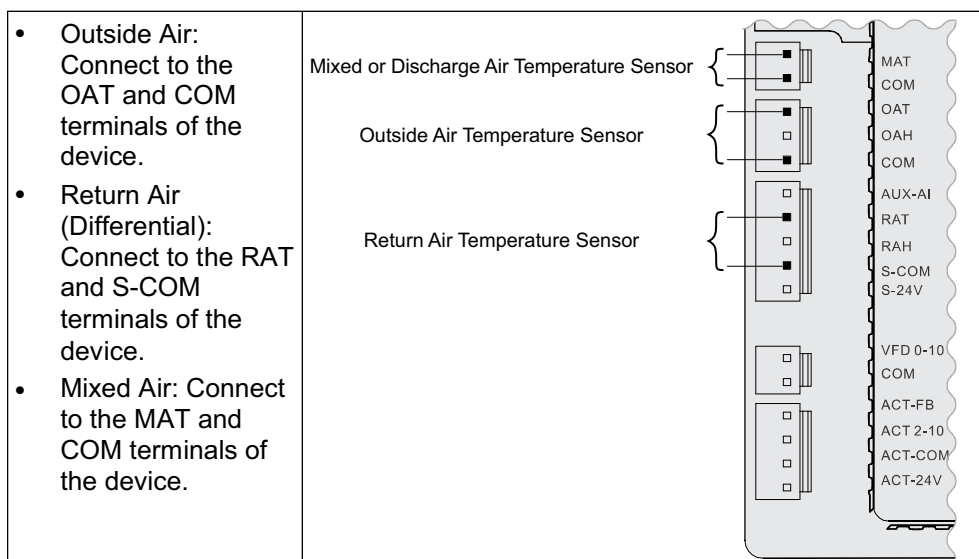 • Outside Air:
Connect to the
OAT and COM
terminals of the
device.
• Return Air
(Differential):
Connect to the RAT
and S-COM
terminals of the
device.
• Mixed Air: Connect
to the MAT and
COM terminals of
the device.
Mixed or Discharge Air Temperature Sensor
Outside Air Temperature Sensor
Return Air Temperature Sensor
MAT
COM
OAT
OAH
COM
AUX-AI
RAT
RAH
S-COM
S-24V
VFD 0-10
COM
ACT-FB
ACT 2-10
ACT-COM
ACT-24V